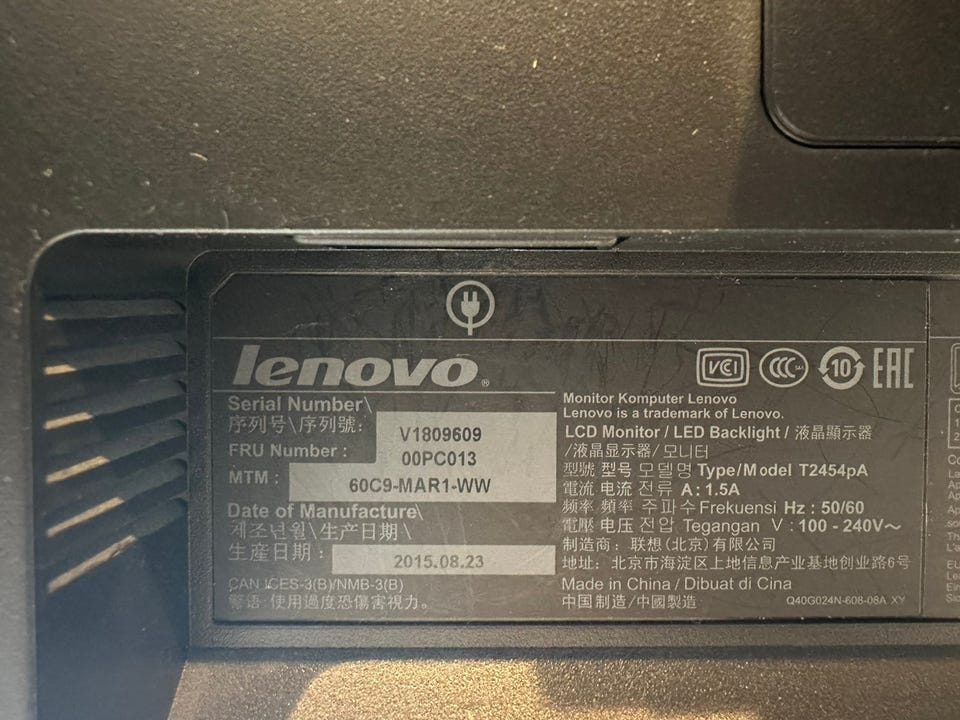 lenovo®
Serial Number\
序列号\序列號: V1809609
FRU Number : 00PC013
MTM : 60C9-MAR1-WW
Date of Manufacture\
제조년월\生产日期\
生產日期 : 2015.08.23
CAN ICES-3(B)/NMB-3(B)
警语: 使用過度恐傷害視力。
VCI
CCC
S&E
10
EAC
Monitor Komputer Lenovo
Lenovo is a trademark of Lenovo.
LCD Monitor / LED Backlight / 液晶顯示器
/液晶显示器/ 모니터
型號 型号 모델명 Type/Model T2454pA
電流 电流 전류 A : 1.5A
頻率 频率 주파수 Frekuensi Hz : 50/60
電壓 电压 전압 Tegangan V : 100 - 240V～
制造商: 联想(北京)有限公司
地址: 北京市海淀区上地信息产业基地创业路6号
Made in China / Dibuat di Cina
中国制造/中國製造
Q40G024N-608-08A XY